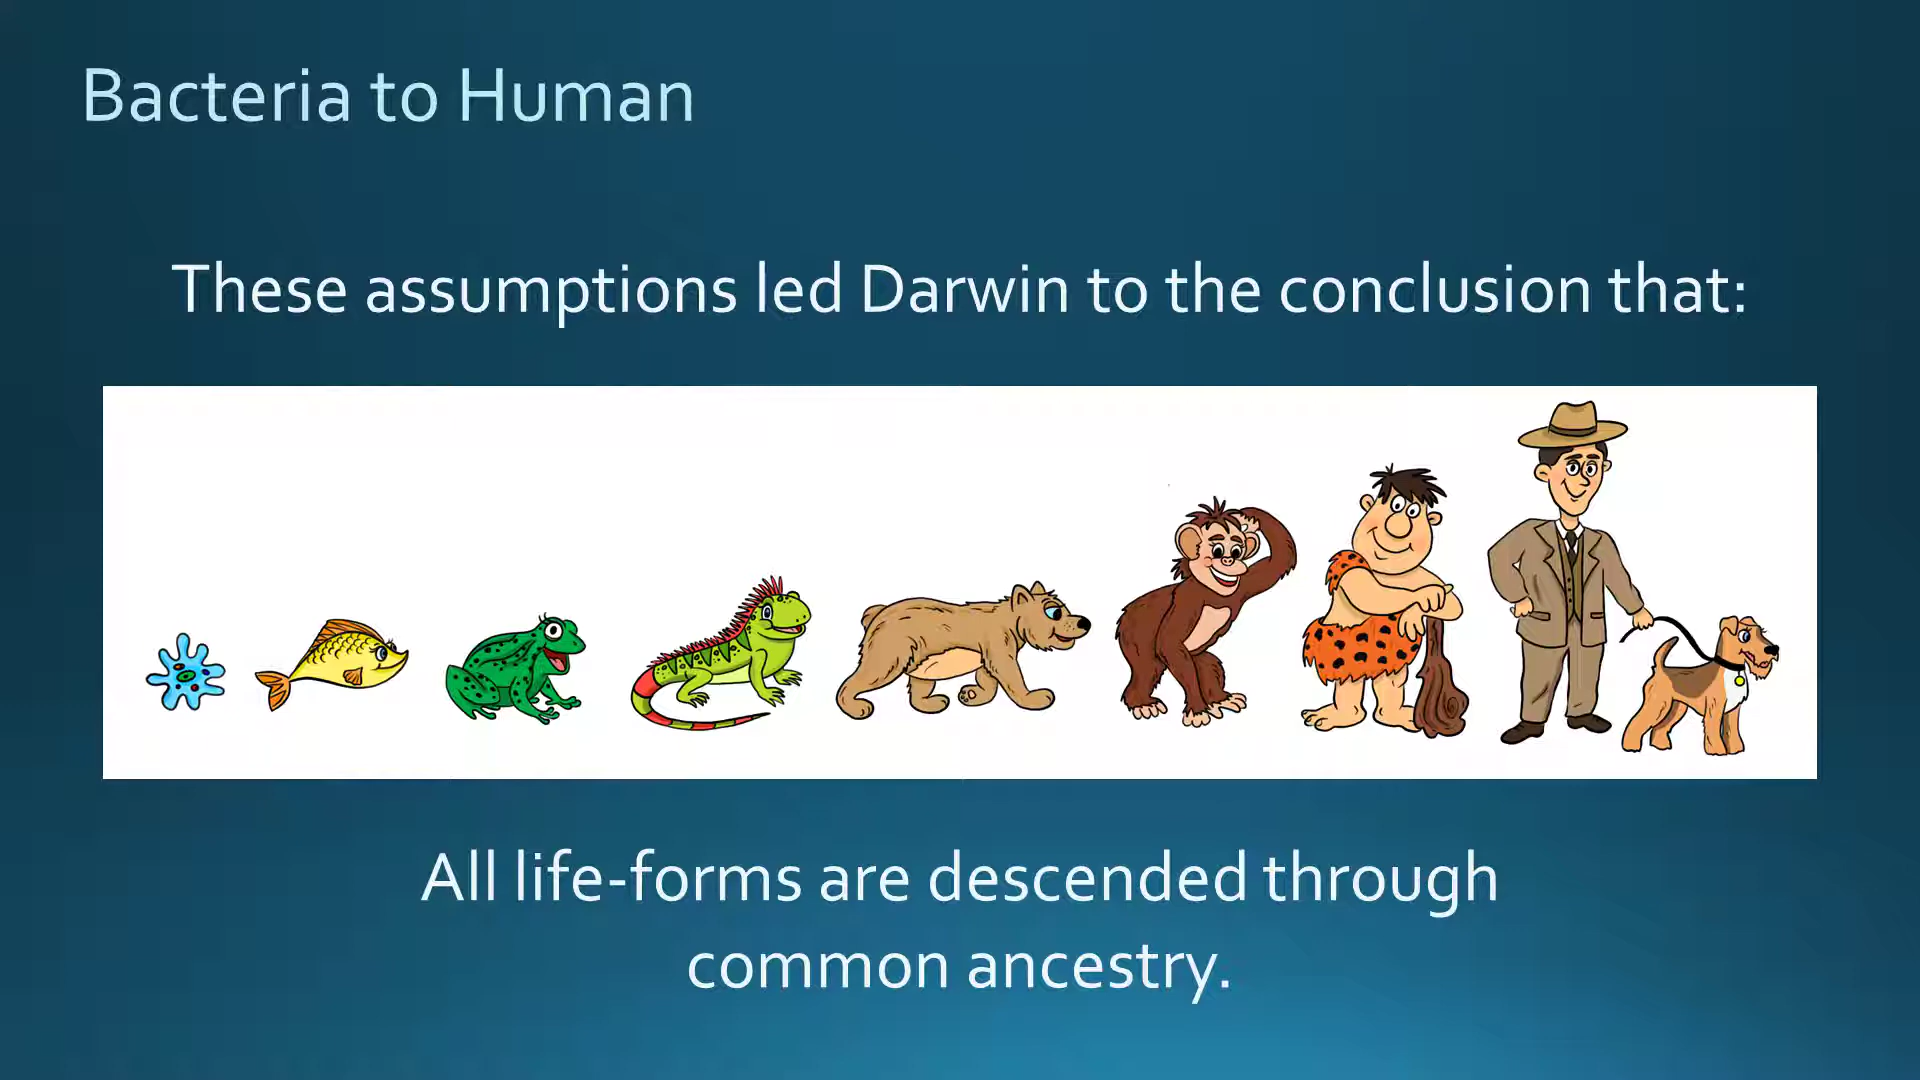 Bacteria to Human
These assumptions led Darwin to the conclusion that:
All life-forms are descended through
common ancestry.